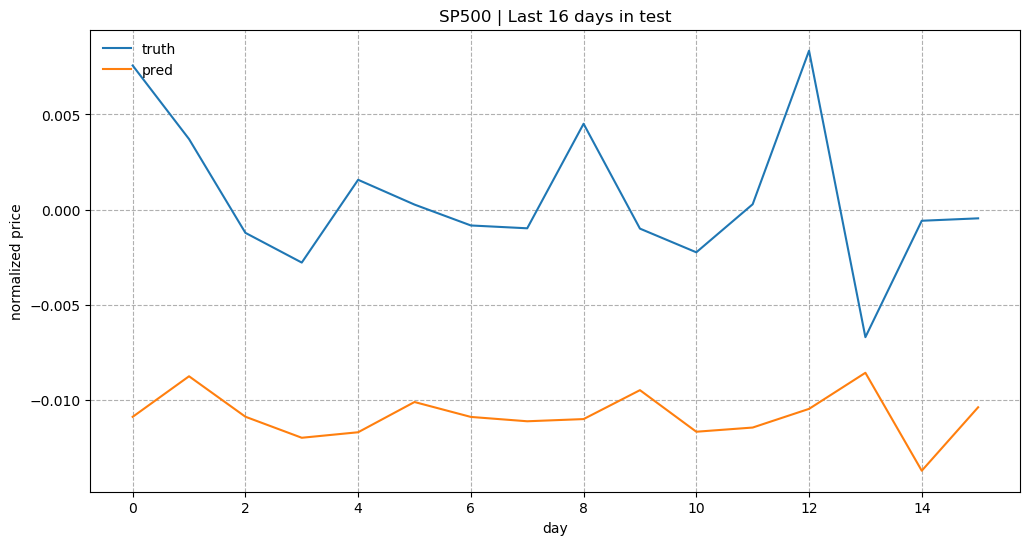 SP500 | Last 16 days in test
truth
pred
0.005
0.000
−0.005
−0.010
normalized price
0 2 4 6 8 10 12 14
day